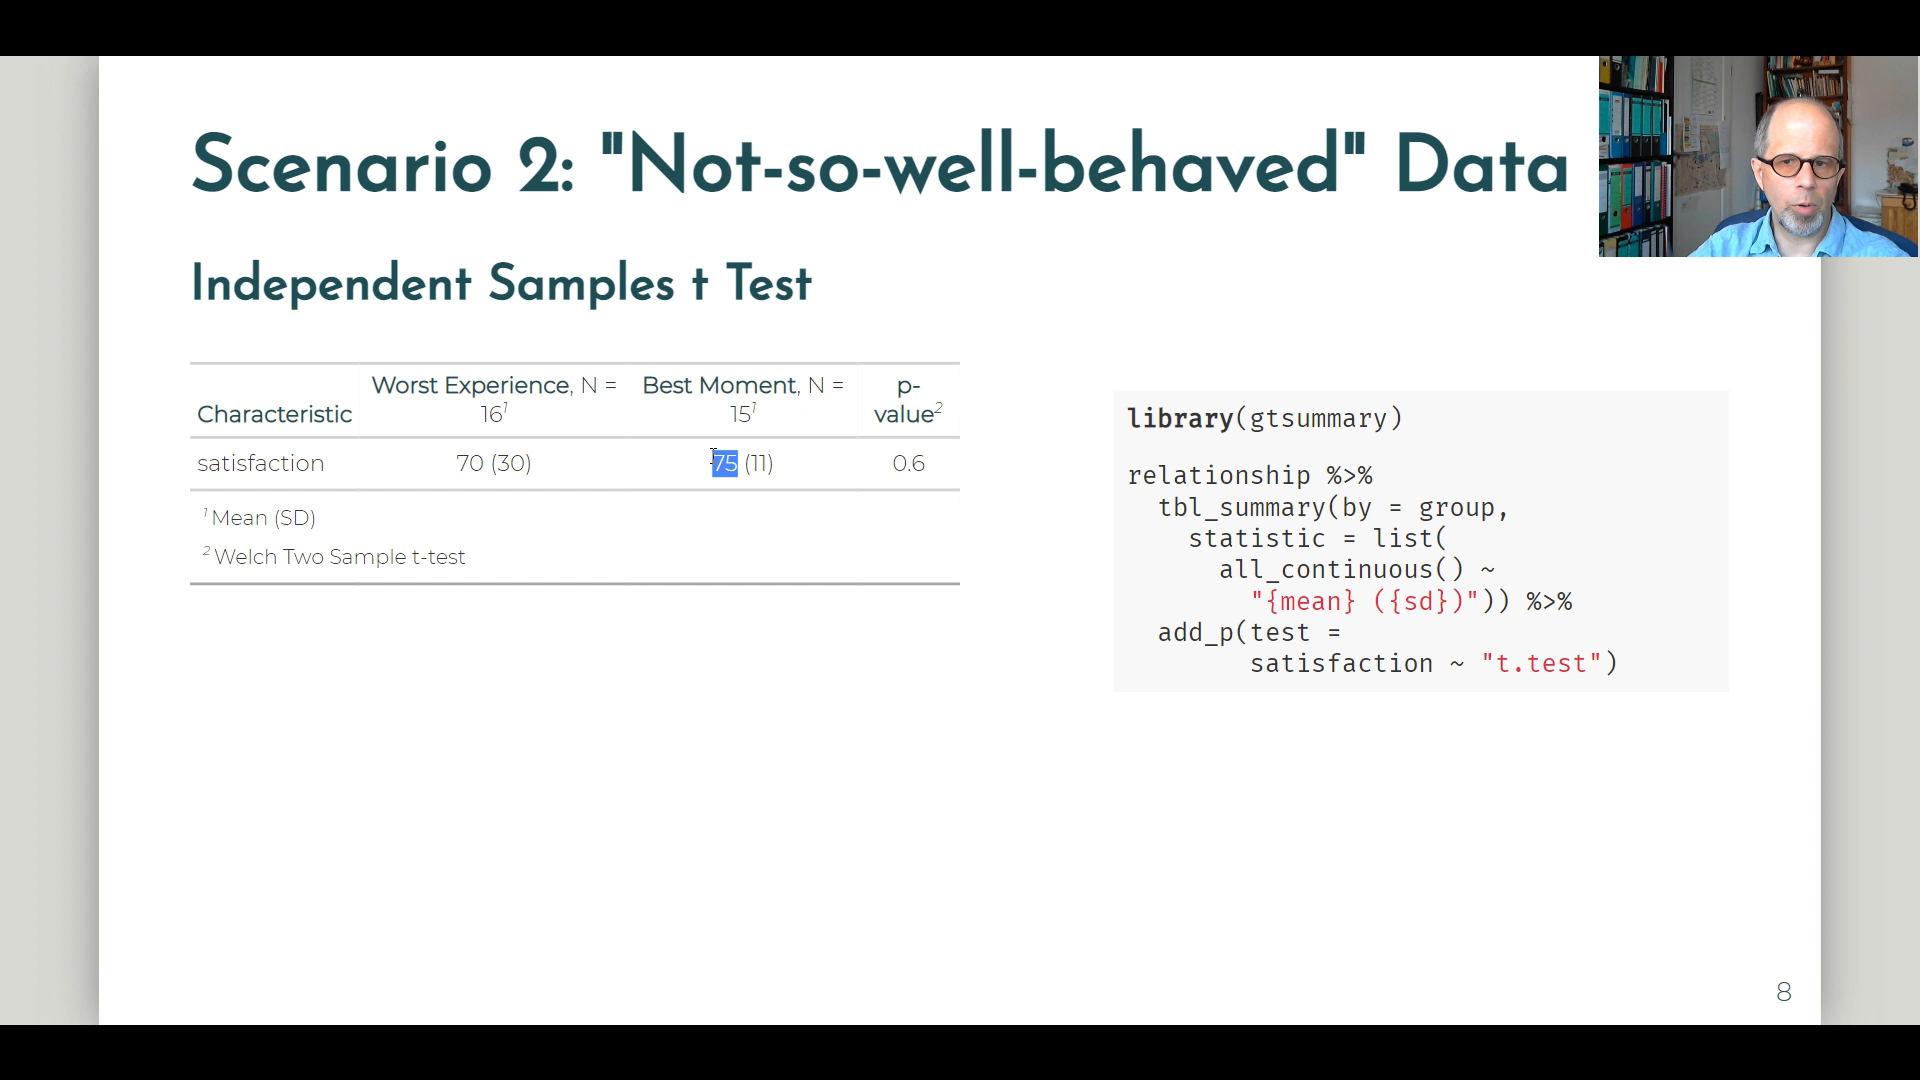 Scenario 2: "Not-so-well-behaved" Data
Independent Samples t Test
Characteristic Worst Experience, N = 16¹ Best Moment, N = 15¹ p-value²
satisfaction 70 (30) 75 (11) 0.6
¹ Mean (SD)
² Welch Two Sample t-test
library(gtsummary)
relationship %>%
tbl_summary(by = group,
statistic = list(
all_continuous() ~
"{mean} ({sd})")) %>%
add_p(test =
satisfaction ~ "t.test")
8